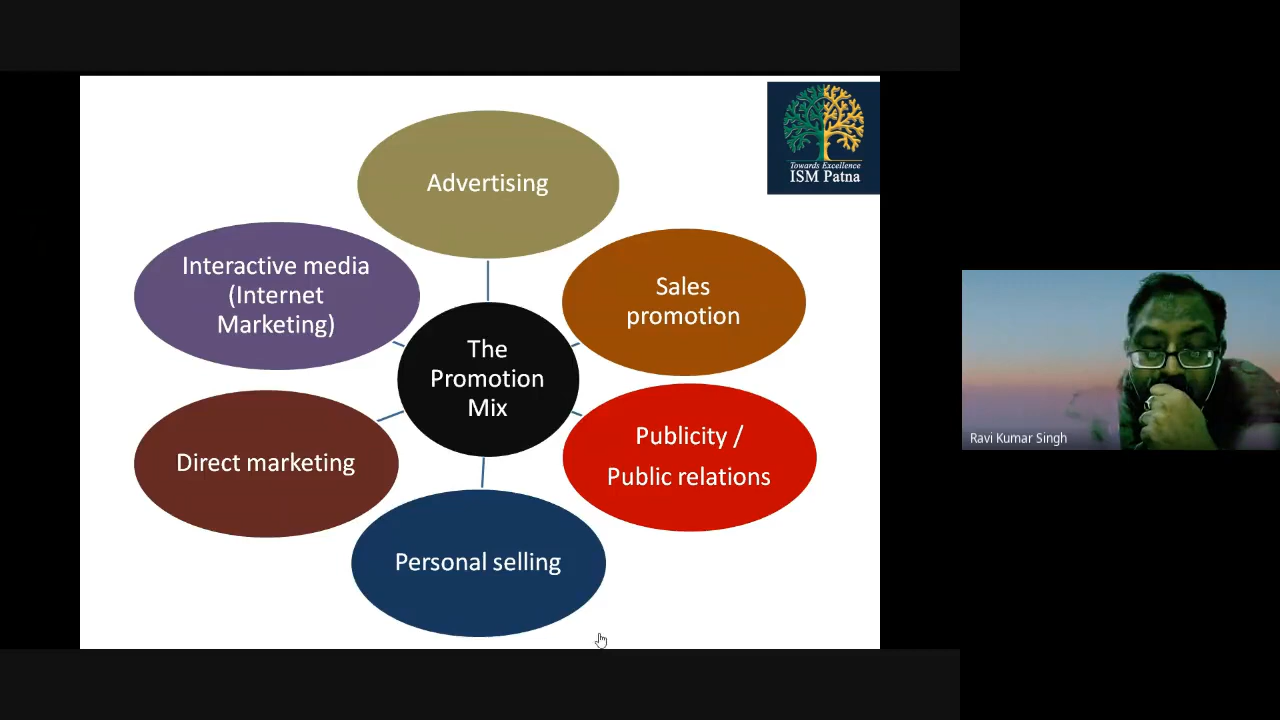 Towards Excellence
ISM Patna
Advertising
Interactive media
(Internet
Marketing)
Sales
promotion
The
Promotion
Mix
Publicity /
Public relations
Direct marketing
Personal selling
Ravi Kumar Singh